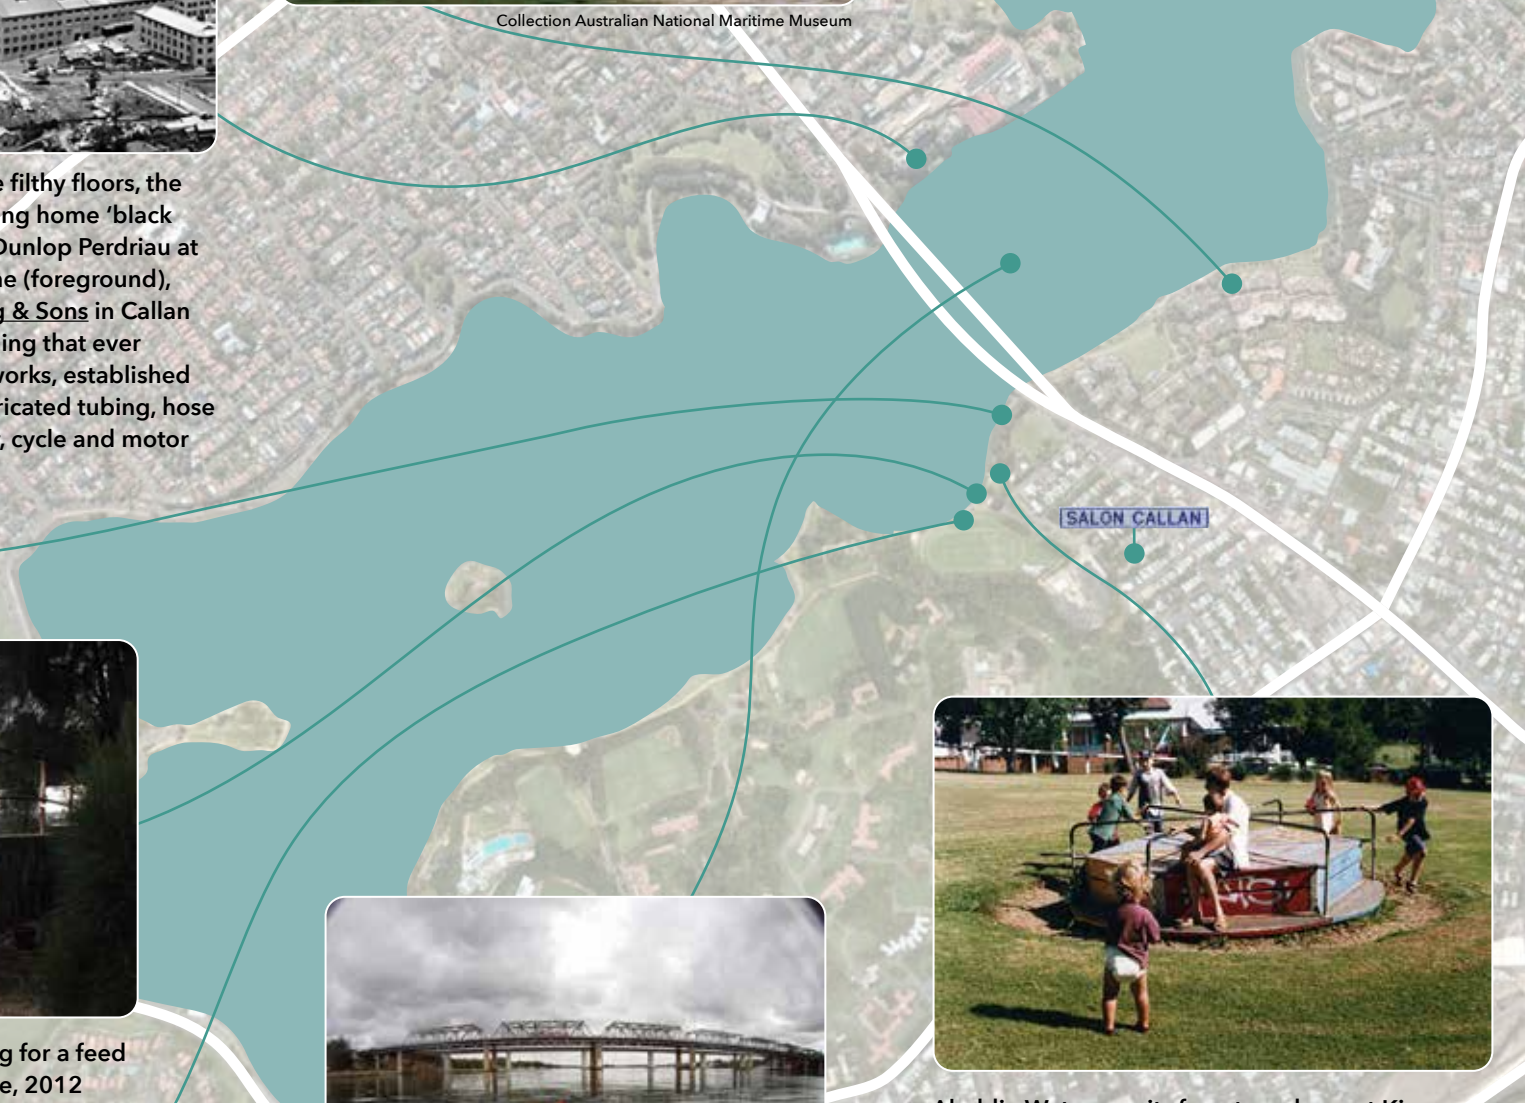 Collection Australian National Maritime Museum
filthy floors, the
ing home ‘black
Dunlop Perdriau at
(foreground),
& Sons in Callan
ing that ever
works, established
ricated tubing, hose
, cycle and motor
SALON CALLAN
g for a feed
e, 2012